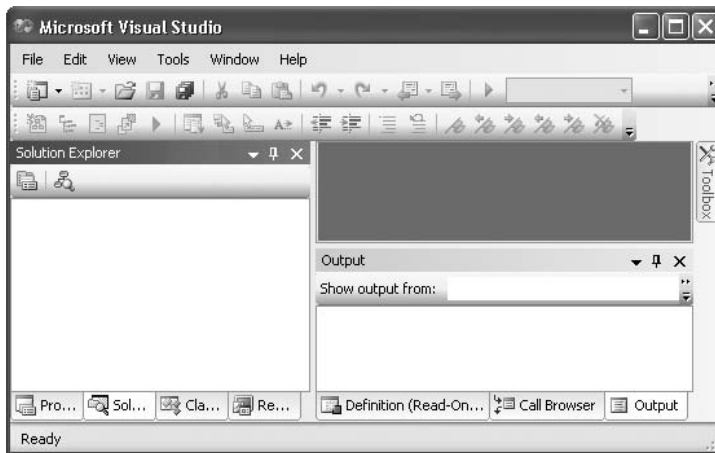 Microsoft Visual Studio
File Edit View Tools Window Help
Solution Explorer
Toolbox
Output
Show output from:
Pro... Sol... Cla... Re... Definition (Read-On... Call Browser Output
Ready